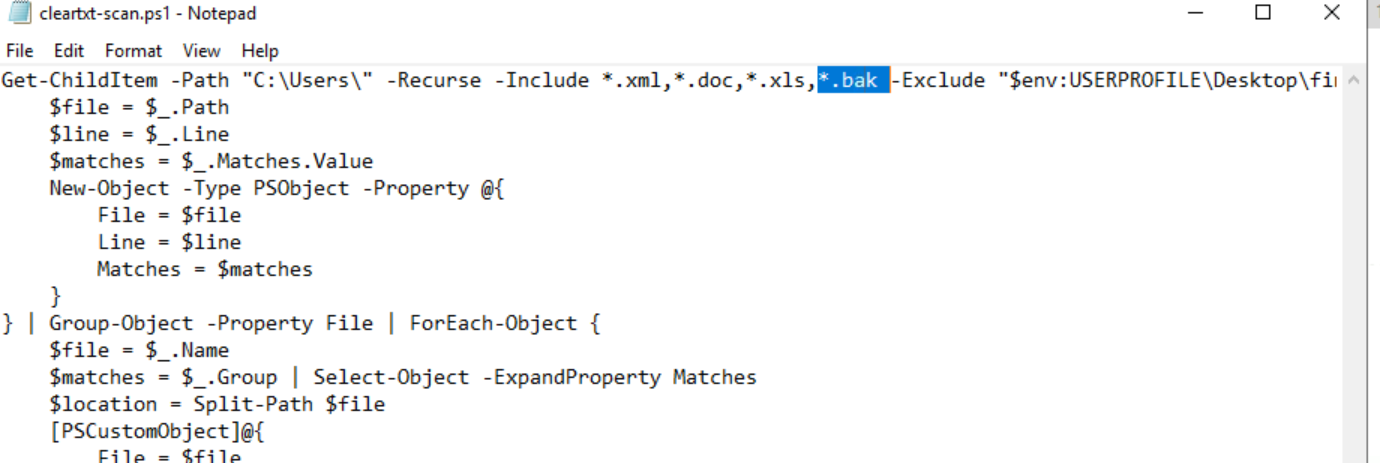 cleartxt-scan.ps1 - Notepad
File Edit Format View Help
Get-ChildItem -Path "C:\Users\" -Recurse -Include *.xml,*.doc,*.xls,*.bak -Exclude "$env:USERPROFILE\Desktop\
    $file = $_.Path
    $line = $_.Line
    $matches = $_.Matches.Value
    New-Object -Type PSObject -Property @{
        File = $file
        Line = $line
        Matches = $matches
    }
} | Group-Object -Property File | ForEach-Object {
    $file = $_.Name
    $matches = $_.Group | Select-Object -ExpandProperty Matches
    $location = Split-Path $file
    [PSCustomObject]@{
        File = $file